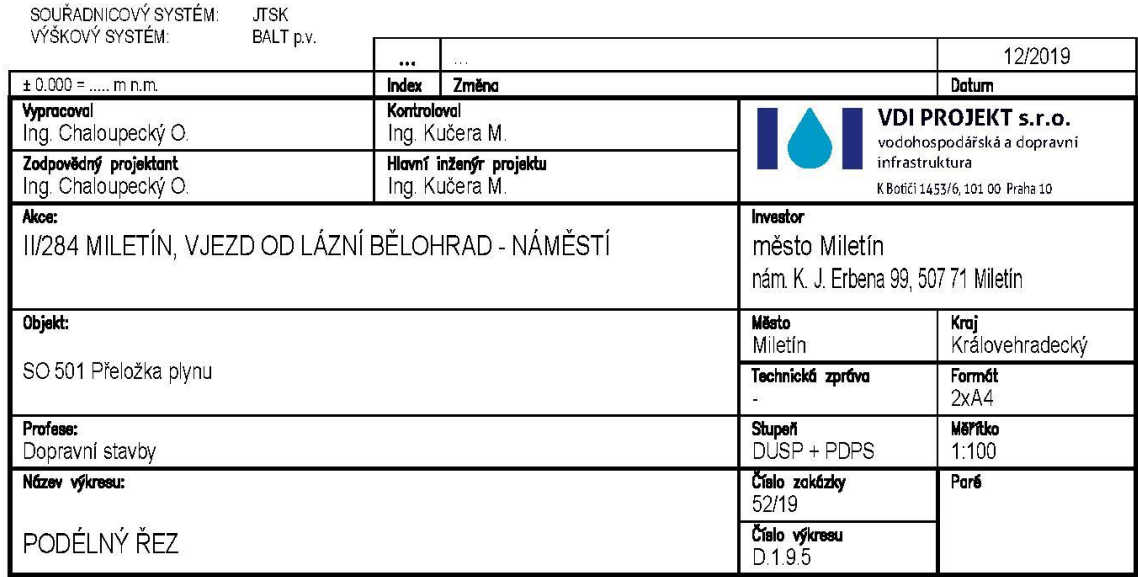 SOUŘADNICOVÝ SYSTÉM: JTSK
VÝŠKOVÝ SYSTÉM: BALT p.v.
... ... 12/2019
± 0.000 = ..... m n.m. Index Změna Datum
Vypracoval Kontroloval
Ing. Chaloupecký O. Ing. Kučera M.
Zodpovědný projektant Hlavní inženýr projektu
Ing. Chaloupecký O. Ing. Kučera M.
VDI PROJEKT s.r.o.
vodohospodářská a dopravní
infrastruktura
K Botiči 1453/6, 101 00 Praha 10
Akce:
II/284 MILETÍN, VJEZD OD LÁZNÍ BĚLOHRAD - NÁMĚSTÍ
Investor
město Miletín
nám. K. J. Erbena 99, 507 71 Miletín
Objekt:
SO 501 Přeložka plynu
Město Kraj
Miletín Královehradecký
Technická zpráva Formát
- 2xA4
Profese:
Dopravní stavby
Stupeň Měřítko
DUSP + PDPS 1:100
Název výkresu:
PODÉLNÝ ŘEZ
Číslo zakázky Paré
52/19
Číslo výkresu
D.1.9.5